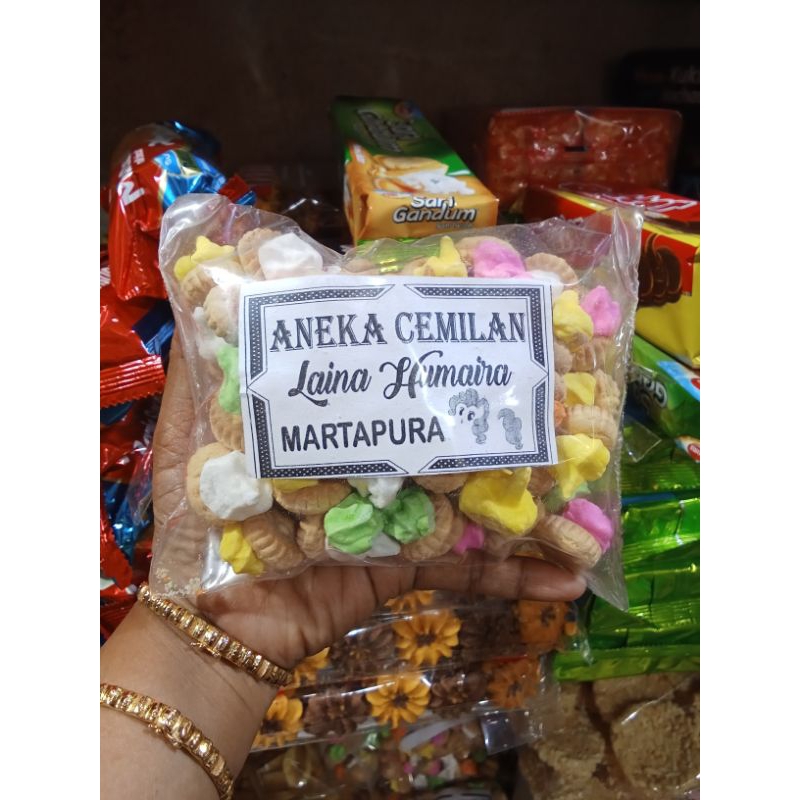 ANEKA CEMILAN
Laina Humaira
MARTAPURA
Sari
Gandum